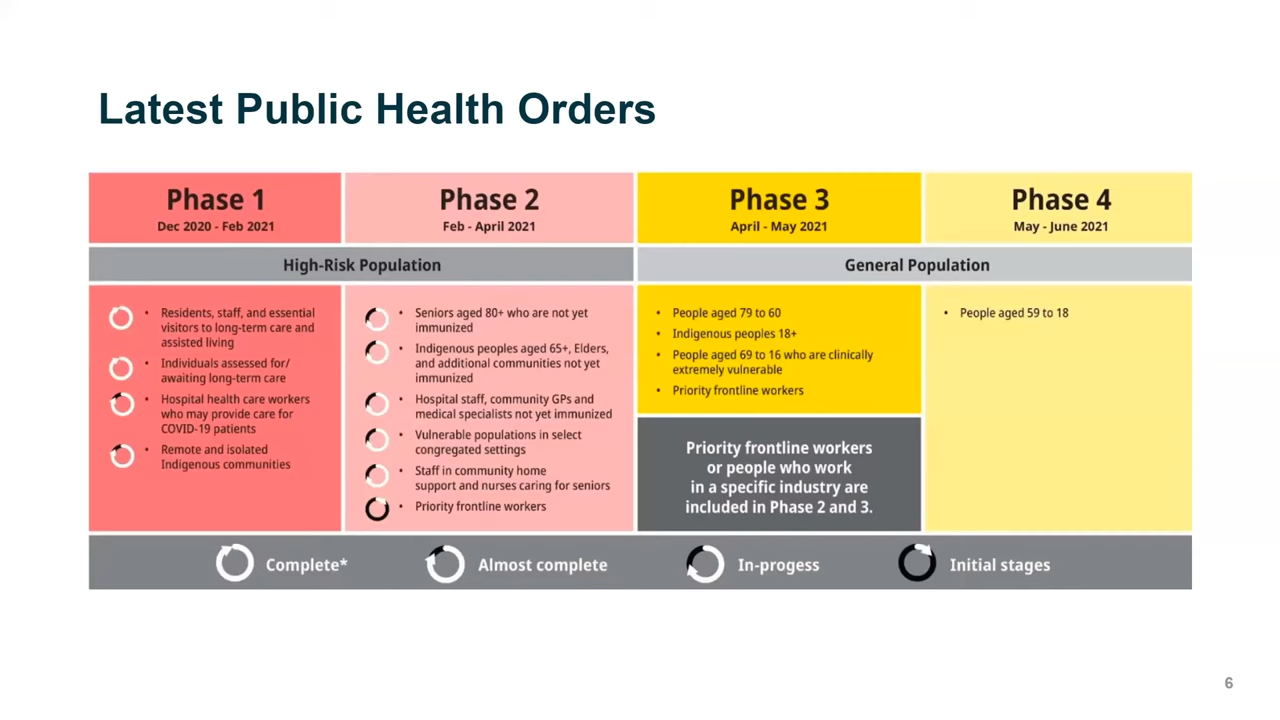 Latest Public Health Orders
Phase 1
Dec 2020 - Feb 2021
Phase 2
Feb - April 2021
Phase 3
April - May 2021
Phase 4
May - June 2021
High-Risk Population
General Population
• Residents, staff, and essential
visitors to long-term care and
assisted living
• Individuals assessed for/
awaiting long-term care
• Hospital health care workers
who may provide care for
COVID-19 patients
• Remote and isolated
Indigenous communities
• Seniors aged 80+ who are not yet
immunized
• Indigenous peoples aged 65+, Elders,
and additional communities not yet
immunized
• Hospital staff, community GPs and
medical specialists not yet immunized
• Vulnerable populations in select
congregated settings
• Staff in community home
support and nurses caring for seniors
• Priority frontline workers
• People aged 79 to 60
• Indigenous peoples 18+
• People aged 69 to 16 who are clinically
extremely vulnerable
• Priority frontline workers
Priority frontline workers
or people who work
in a specific industry are
included in Phase 2 and 3.
• People aged 59 to 18
Complete*
Almost complete
In-progess
Initial stages
6